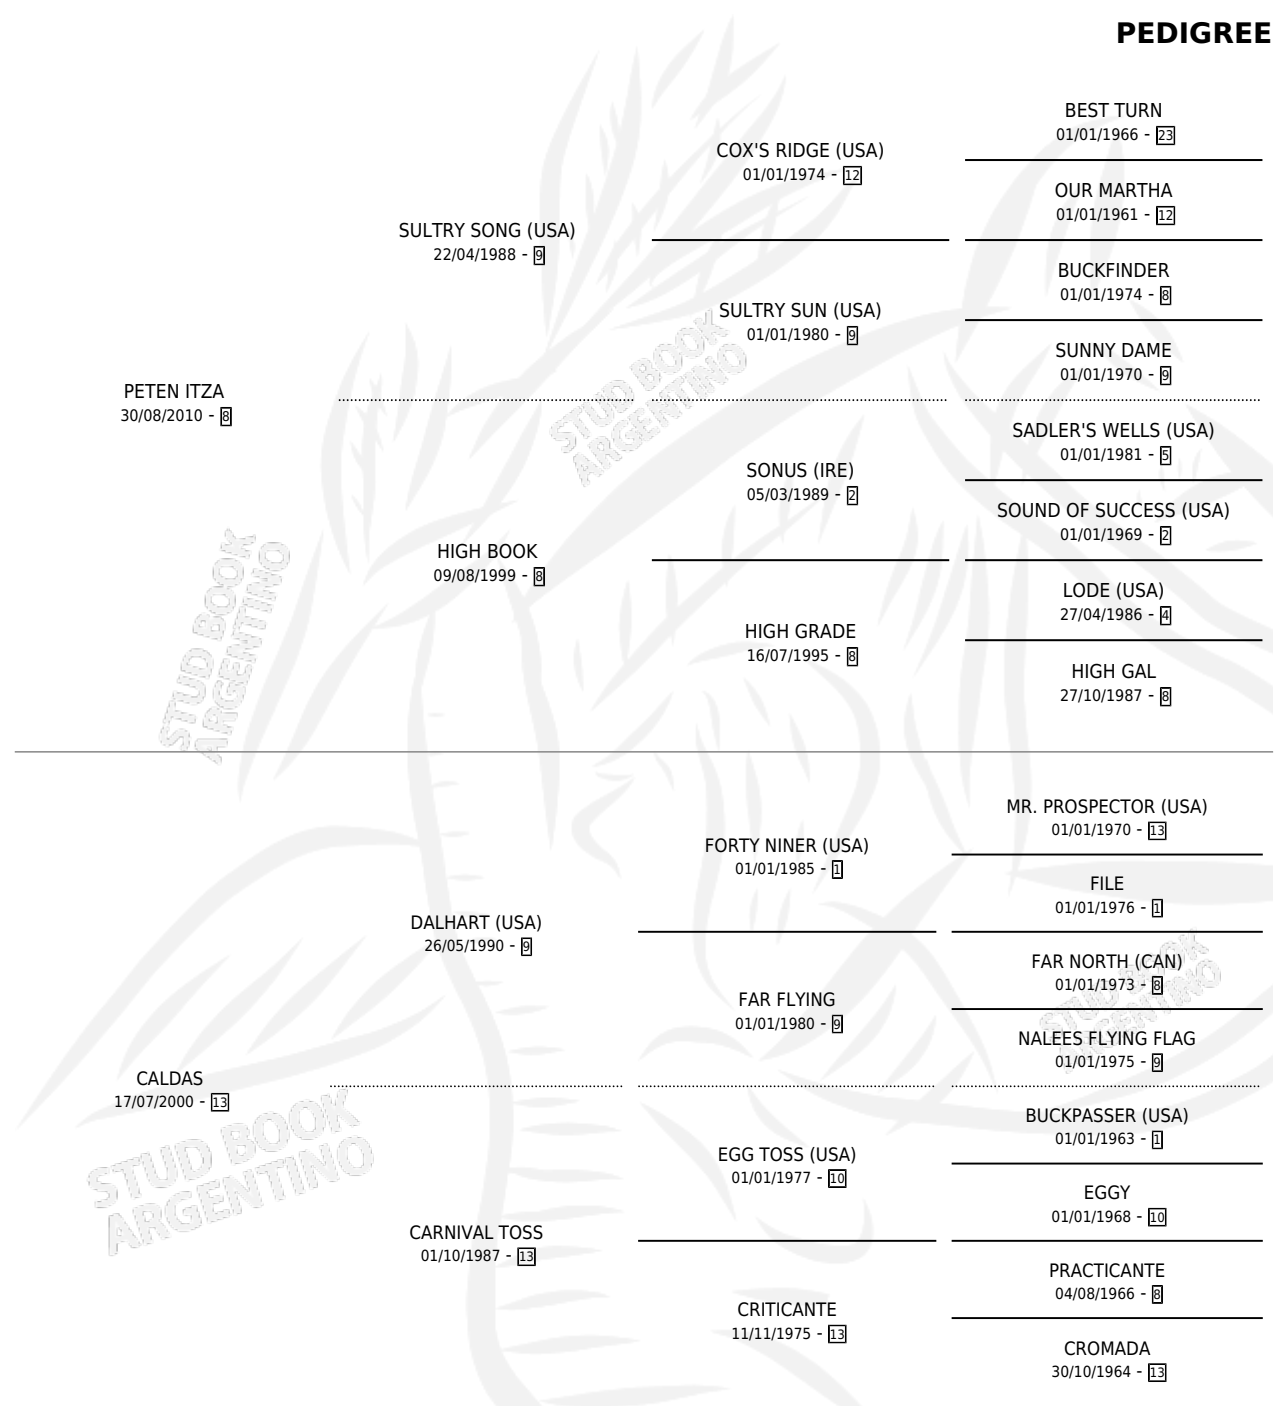 PEDIGREE
PETEN ITZA
30/08/2010 - 8
SULTRY SONG (USA)
22/04/1988 - 9
COX'S RIDGE (USA)
01/01/1974 - 12
BEST TURN
01/01/1966 - 23
OUR MARTHA
01/01/1961 - 12
SULTRY SUN (USA)
01/01/1980 - 9
BUCKFINDER
01/01/1974 - 8
SUNNY DAME
01/01/1970 - 9
HIGH BOOK
09/08/1999 - 8
SONUS (IRE)
05/03/1989 - 2
SADLER'S WELLS (USA)
01/01/1981 - 5
SOUND OF SUCCESS (USA)
01/01/1969 - 2
HIGH GRADE
16/07/1995 - 8
LODE (USA)
27/04/1986 - 4
HIGH GAL
27/10/1987 - 8
CALDAS
17/07/2000 - 13
DALHART (USA)
26/05/1990 - 9
FORTY NINER (USA)
01/01/1985 - 1
MR. PROSPECTOR (USA)
01/01/1970 - 13
FILE
01/01/1976 - 1
FAR FLYING
01/01/1980 - 9
FAR NORTH (CAN)
01/01/1973 - 8
NALEES FLYING FLAG
01/01/1975 - 9
CARNIVAL TOSS
01/10/1987 - 13
EGG TOSS (USA)
01/01/1977 - 10
BUCKPASSER (USA)
01/01/1963 - 1
EGGY
01/01/1968 - 10
CRITICANTE
11/11/1975 - 13
PRACTICANTE
04/08/1966 - 8
CROMADA
30/10/1964 - 13
STUD BOOK
ARGENTINO
STUD BOOK
ARGENTINO
STUD BOOK
ARGENTINO
STUD BOOK
ARGENTINO